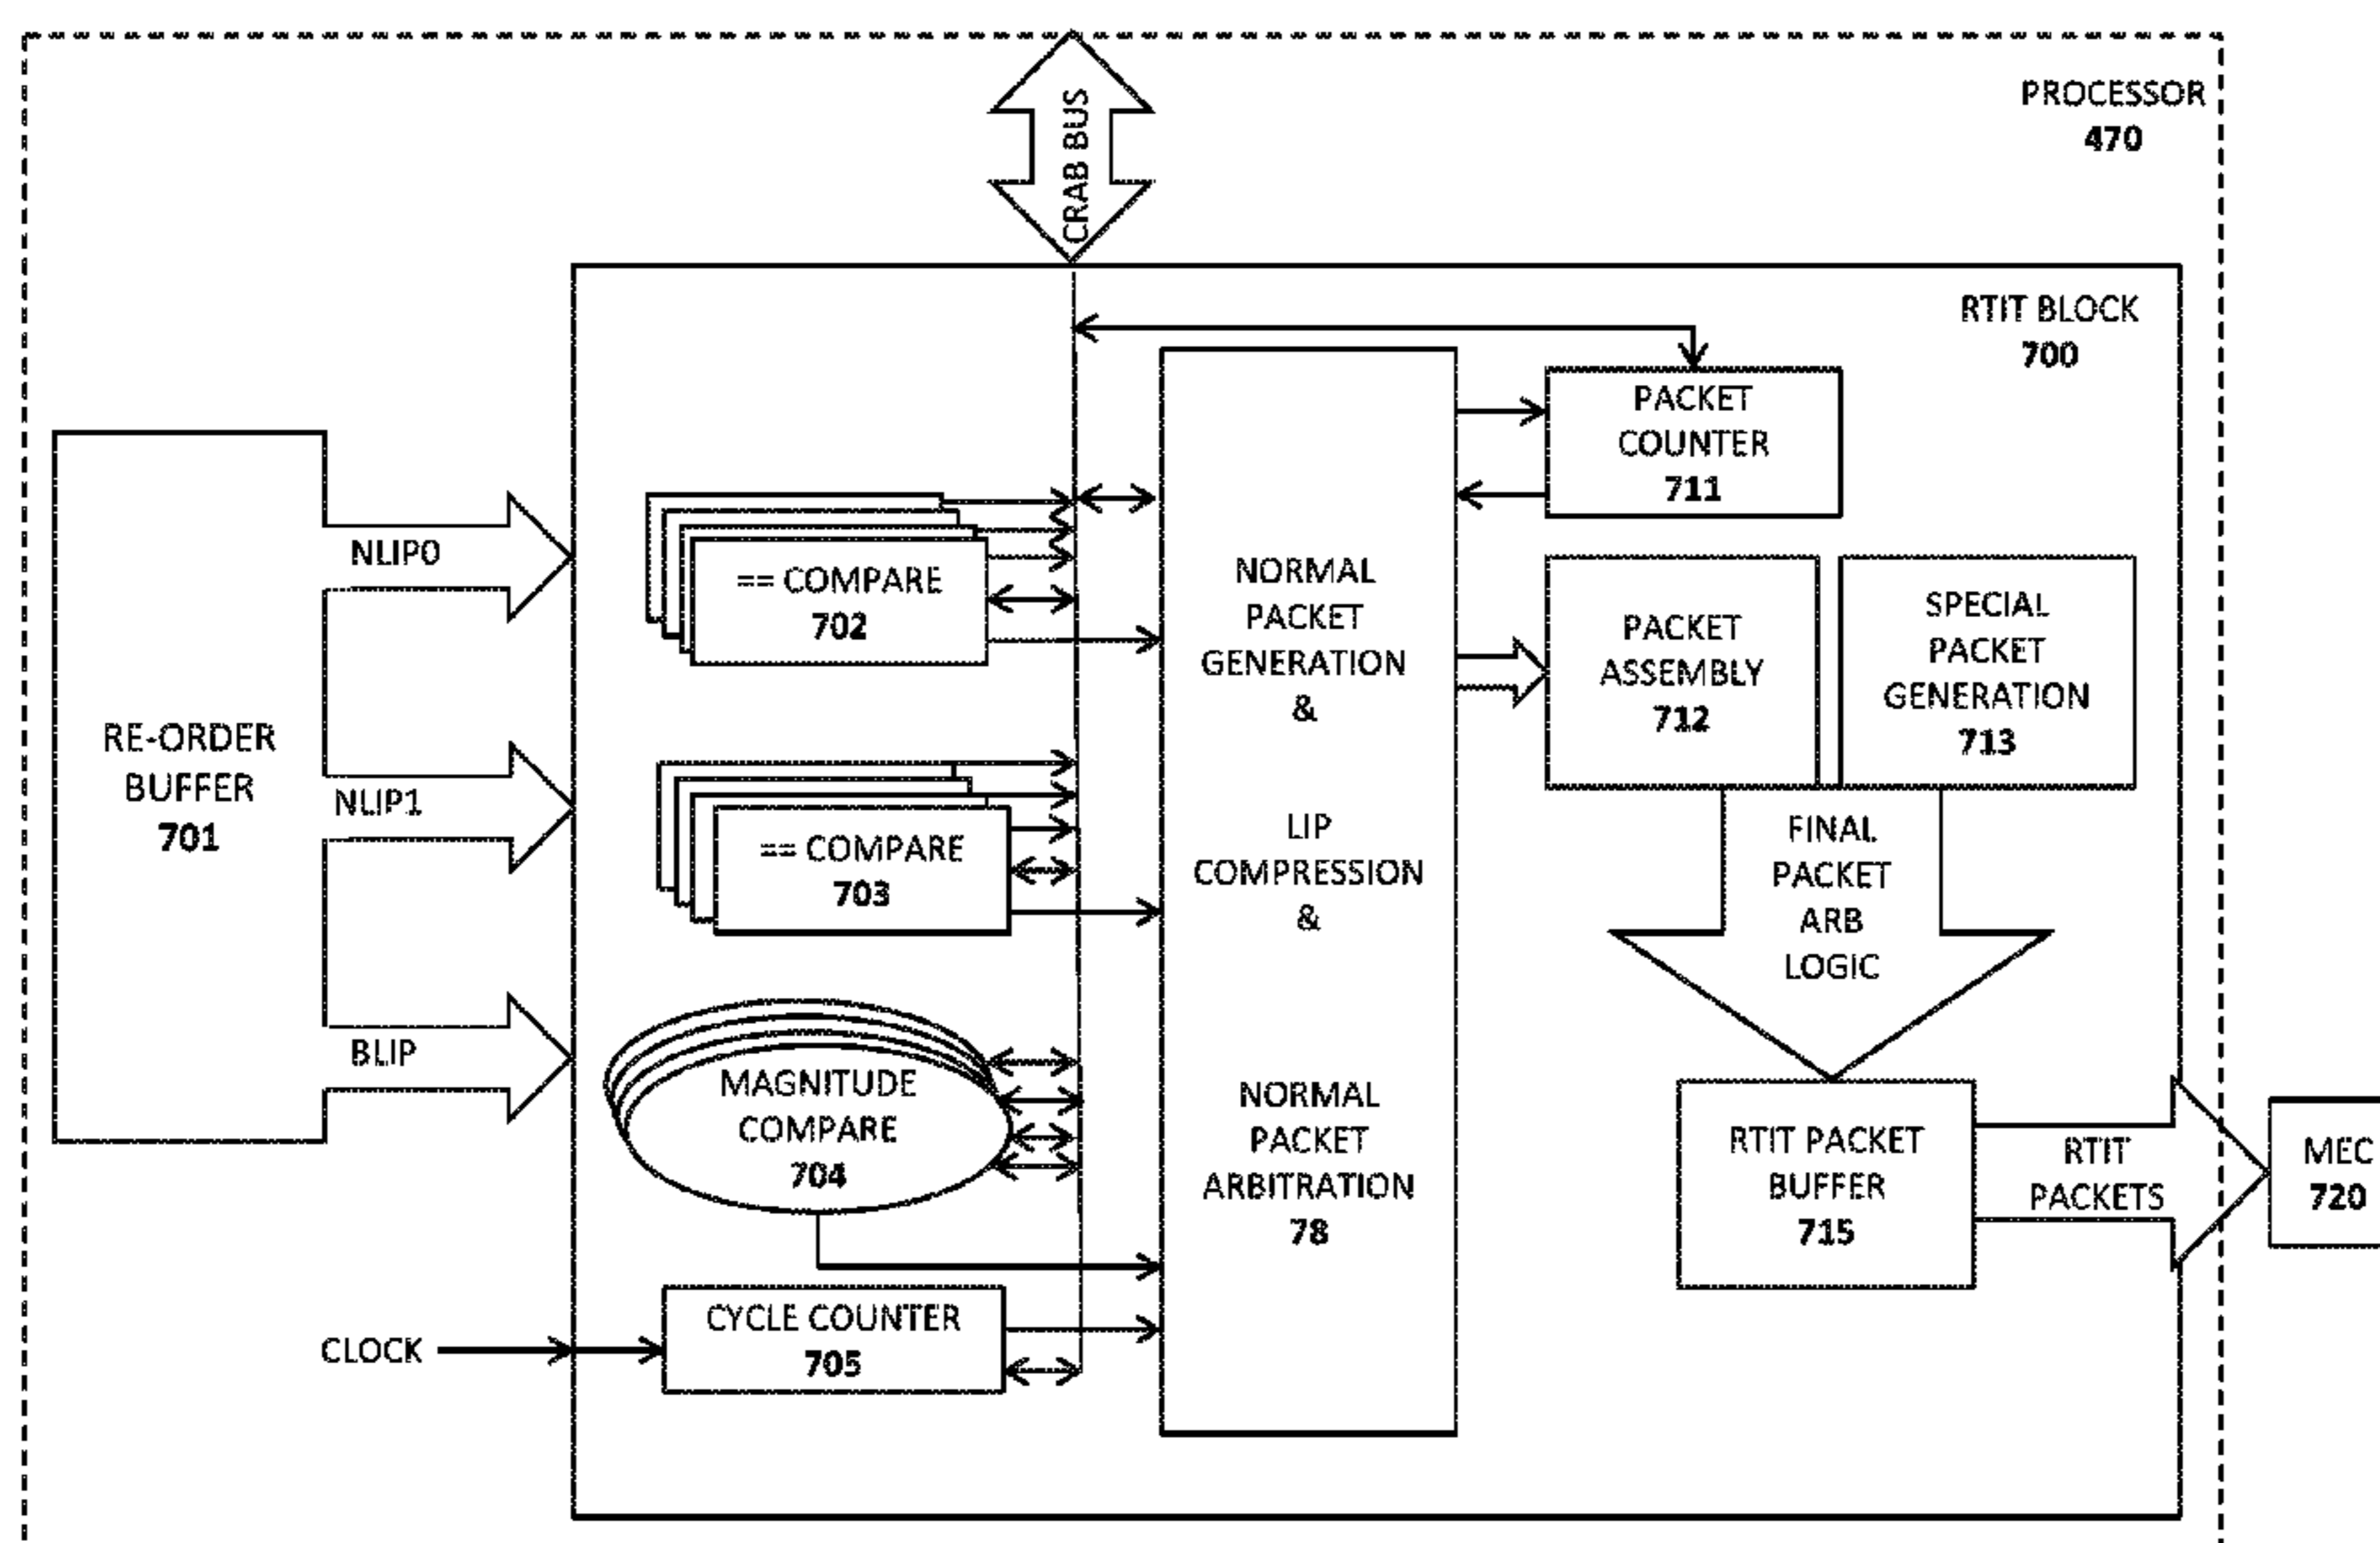 PROCESSOR
470
CRAB BUS
RTIT BLOCK
700
RE-ORDER
BUFFER
701
NLIP0
NLIP1
BLIP
CLOCK
== COMPARE
702
== COMPARE
703
MAGNITUDE
COMPARE
704
CYCLE COUNTER
705
NORMAL
PACKET
GENERATION
&
LIP
COMPRESSION
&
NORMAL
PACKET
ARBITRATION
78
PACKET
COUNTER
711
PACKET
ASSEMBLY
712
SPECIAL
PACKET
GENERATION
713
FINAL
PACKET
ARB
LOGIC
RTIT PACKET
BUFFER
715
RTIT
PACKETS
MEC
720